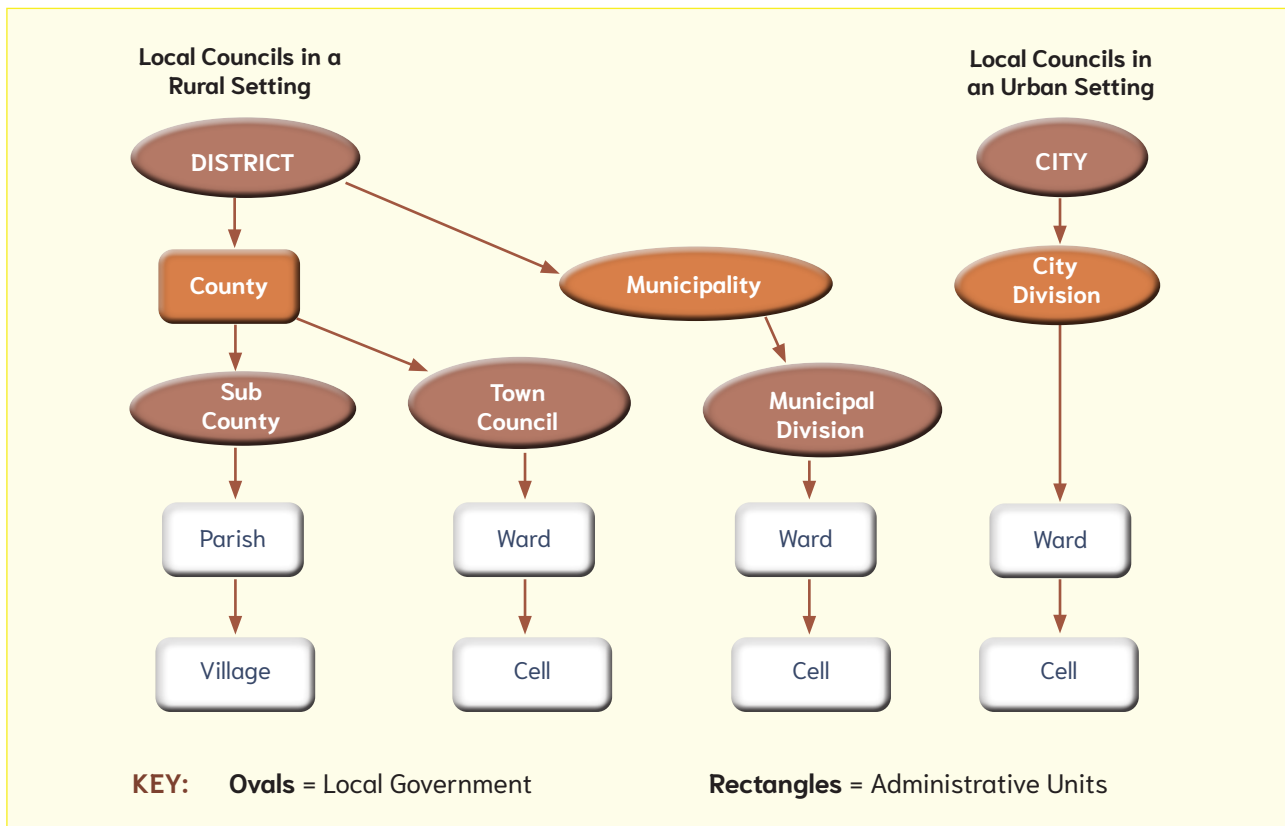 Local Councils in a
Rural Setting
Local Councils in
an Urban Setting
DISTRICT
CITY
County
Municipality
City
Division
Sub
County
Town
Council
Municipal
Division
Parish
Ward
Ward
Ward
Village
Cell
Cell
Cell
KEY: Ovals = Local Government Rectangles = Administrative Units